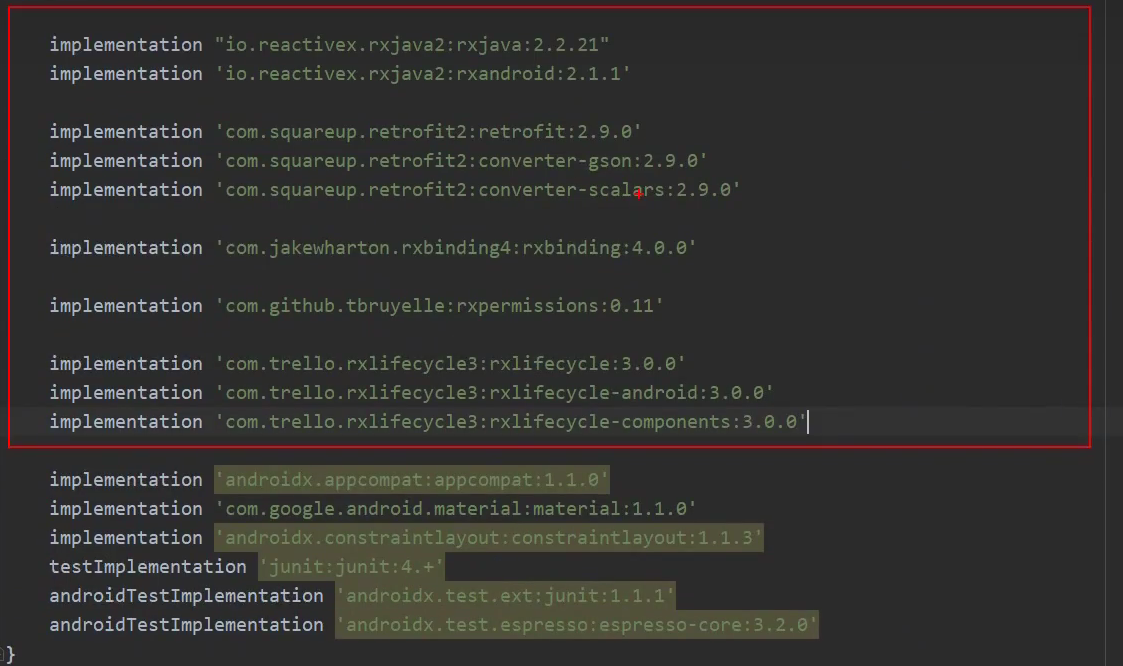 implementation "io.reactivex.rxjava2:rxjava:2.2.21"
implementation 'io.reactivex.rxjava2:rxandroid:2.1.1'
implementation 'com.squareup.retrofit2:retrofit:2.9.0'
implementation 'com.squareup.retrofit2:converter-gson:2.9.0'
implementation 'com.squareup.retrofit2:converter-scalars:2.9.0'
implementation 'com.jakewharton.rxbinding4:rxbinding:4.0.0'
implementation 'com.github.tbruyelle:rxpermissions:0.11'
implementation 'com.trello.rxlifecycle3:rxlifecycle:3.0.0'
implementation 'com.trello.rxlifecycle3:rxlifecycle-android:3.0.0'
implementation 'com.trello.rxlifecycle3:rxlifecycle-components:3.0.0'
implementation 'androidx.appcompat:appcompat:1.1.0'
implementation 'com.google.android.material:material:1.1.0'
implementation 'androidx.constraintlayout:constraintlayout:1.1.3'
testImplementation 'junit:junit:4.+'
androidTestImplementation 'androidx.test.ext:junit:1.1.1'
androidTestImplementation 'androidx.test.espresso:espresso-core:3.2.0'
}